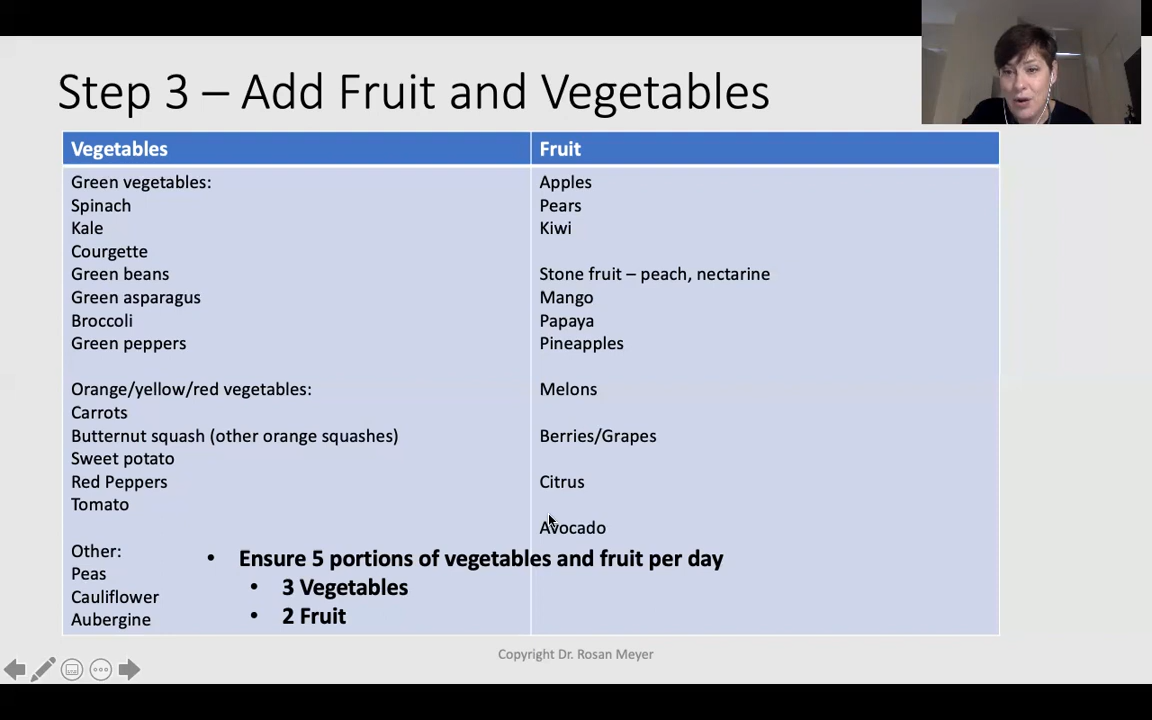 Step 3 – Add Fruit and Vegetables
Vegetables
Green vegetables:
Spinach
Kale
Courgette
Green beans
Green asparagus
Broccoli
Green peppers
Orange/yellow/red vegetables:
Carrots
Butternut squash (other orange squashes)
Sweet potato
Red Peppers
Tomato
Other:
Peas
Cauliflower
Aubergine
Fruit
Apples
Pears
Kiwi
Stone fruit – peach, nectarine
Mango
Papaya
Pineapples
Melons
Berries/Grapes
Citrus
Avocado
• Ensure 5 portions of vegetables and fruit per day
• 3 Vegetables
• 2 Fruit
Copyright Dr. Rosan Meyer